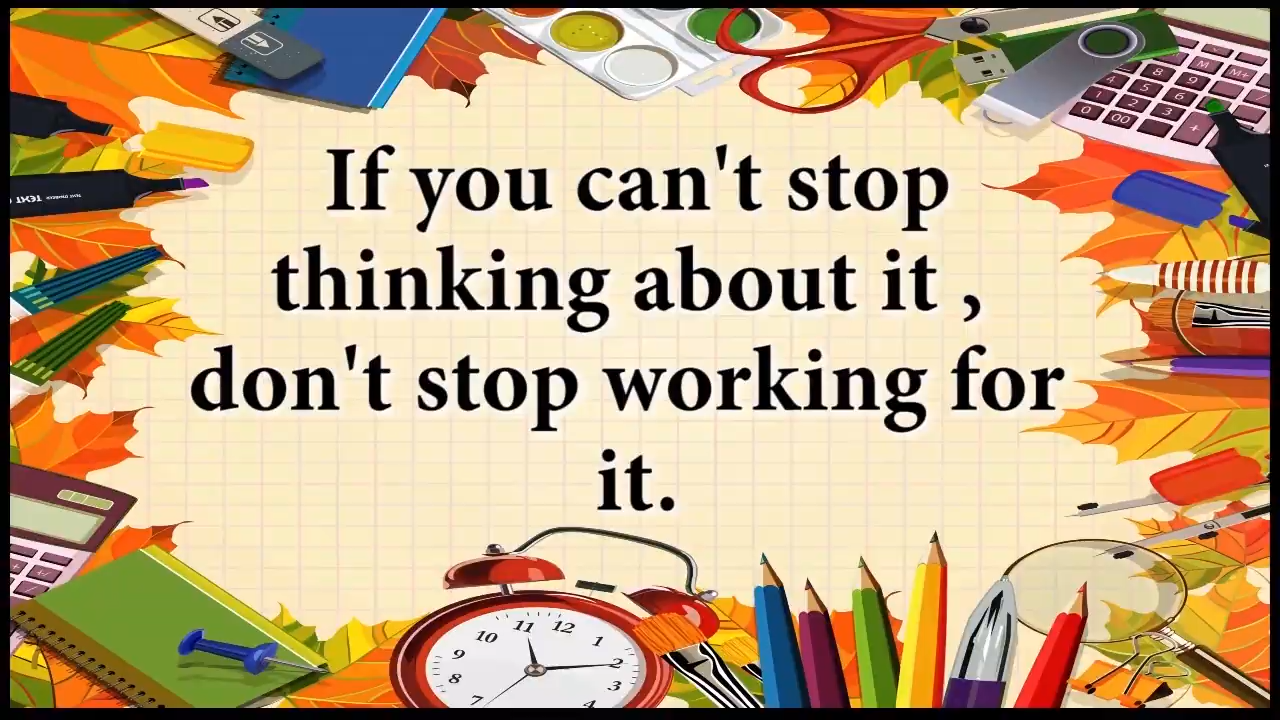 If you can't stop
thinking about it ,
don't stop working for
it.